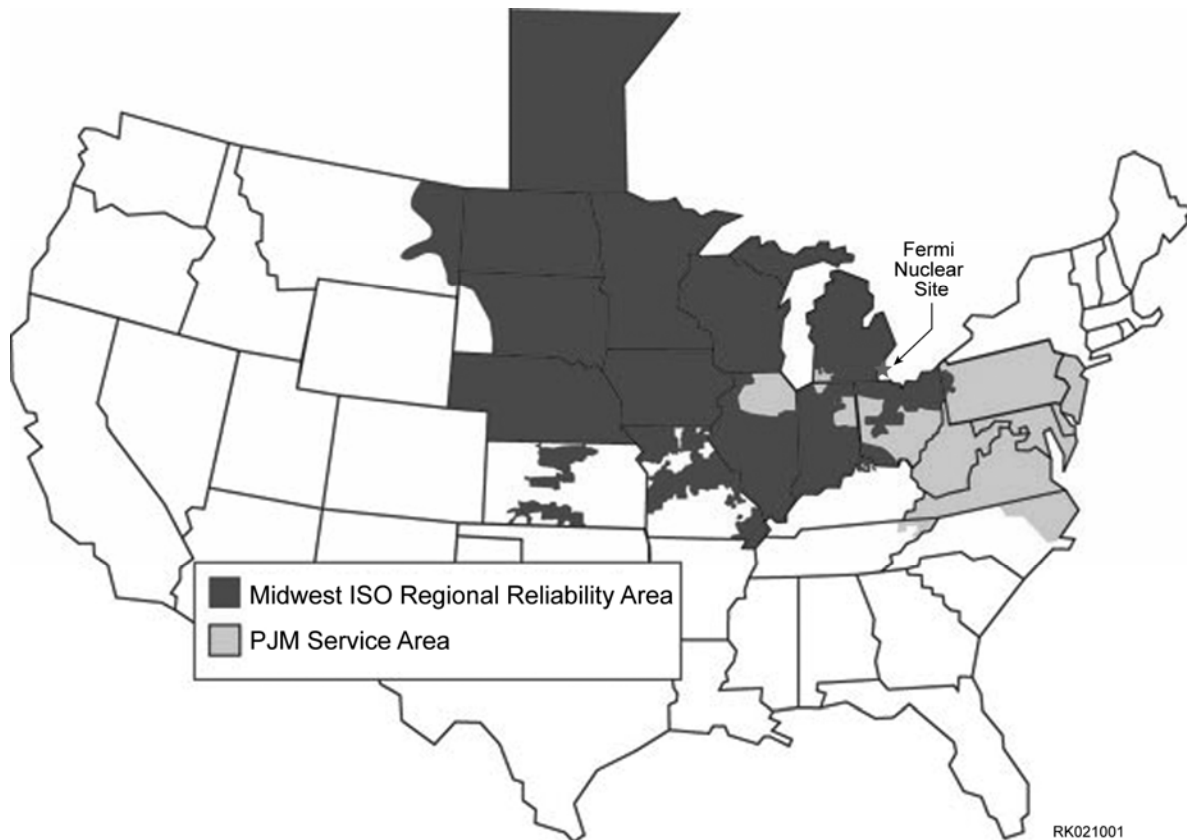 Fermi
Nuclear
Site
Midwest ISO Regional Reliability Area
PJM Service Area
RK021001